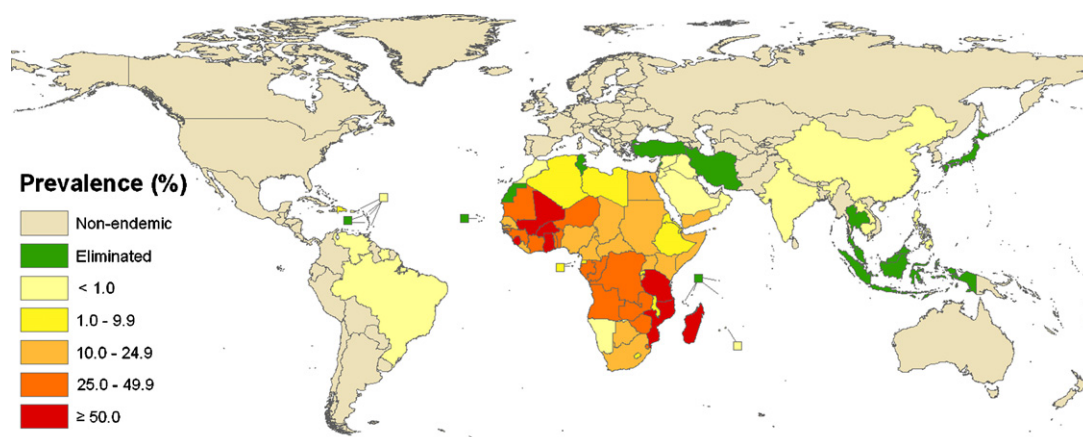 Prevalence (%)
Non-endemic
Eliminated
< 1.0
1.0 - 9.9
10.0 - 24.9
25.0 - 49.9
≥ 50.0